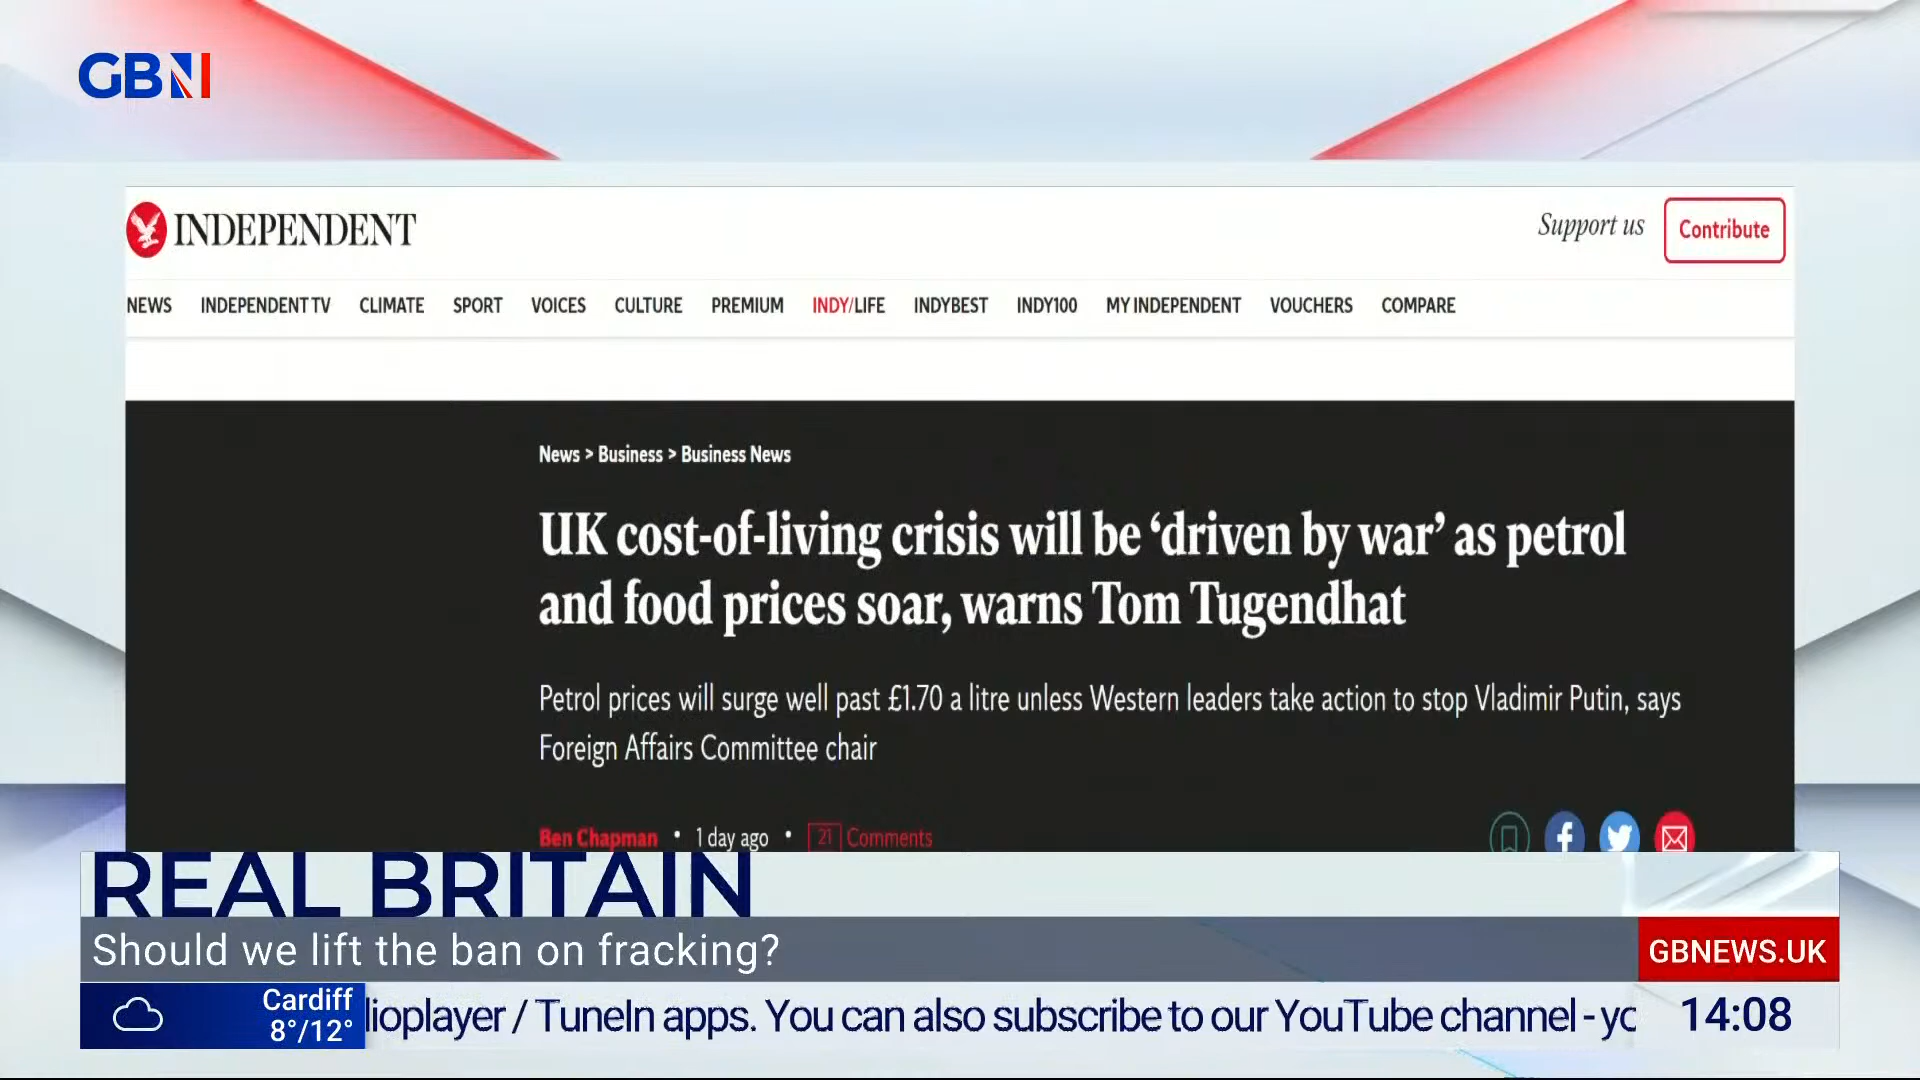 GBN
INDEPENDENT
Support us
Contribute
NEWS INDEPENDENT TV CLIMATE SPORT VOICES CULTURE PREMIUM INDY/LIFE INDYBEST INDY100 MY INDEPENDENT VOUCHERS COMPARE
News > Business > Business News
UK cost-of-living crisis will be ‘driven by war’ as petrol
and food prices soar, warns Tom Tugendhat
Petrol prices will surge well past £1.70 a litre unless Western leaders take action to stop Vladimir Putin, says
Foreign Affairs Committee chair
Ben Chapman • 1 day ago • 21 Comments
REAL BRITAIN
Should we lift the ban on fracking?
GBNEWS.UK
Cardiff
8°/12°
lioplayer / TuneIn apps. You can also subscribe to our YouTube channel - yo
14:08